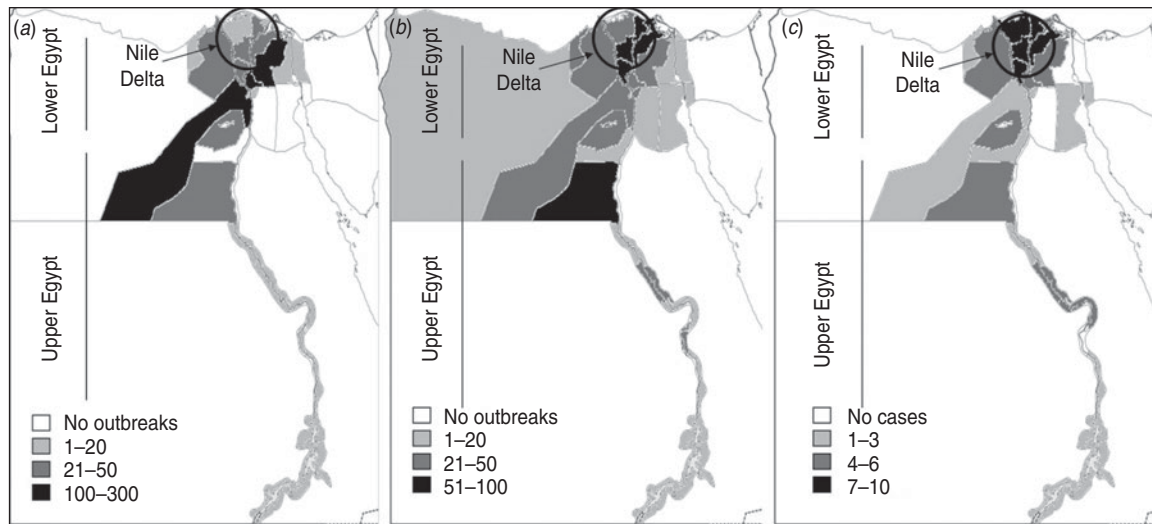 (a)
Nile
Delta
Lower Egypt
Upper Egypt
No outbreaks
1–20
21–50
100–300
(b)
Nile
Delta
Lower Egypt
Upper Egypt
No outbreaks
1–20
21–50
51–100
(c)
Nile
Delta
Lower Egypt
Upper Egypt
No cases
1–3
4–6
7–10